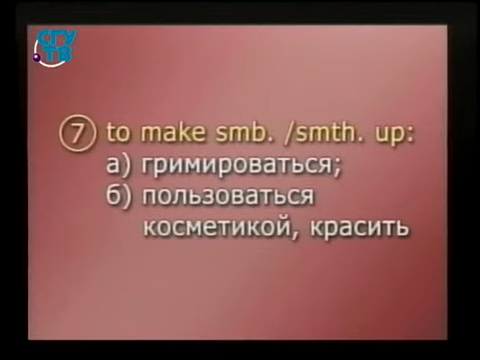 СГУ
ТВ
7 to make smb. /smth. up:
а) гримироваться;
б) пользоваться
косметикой, красить